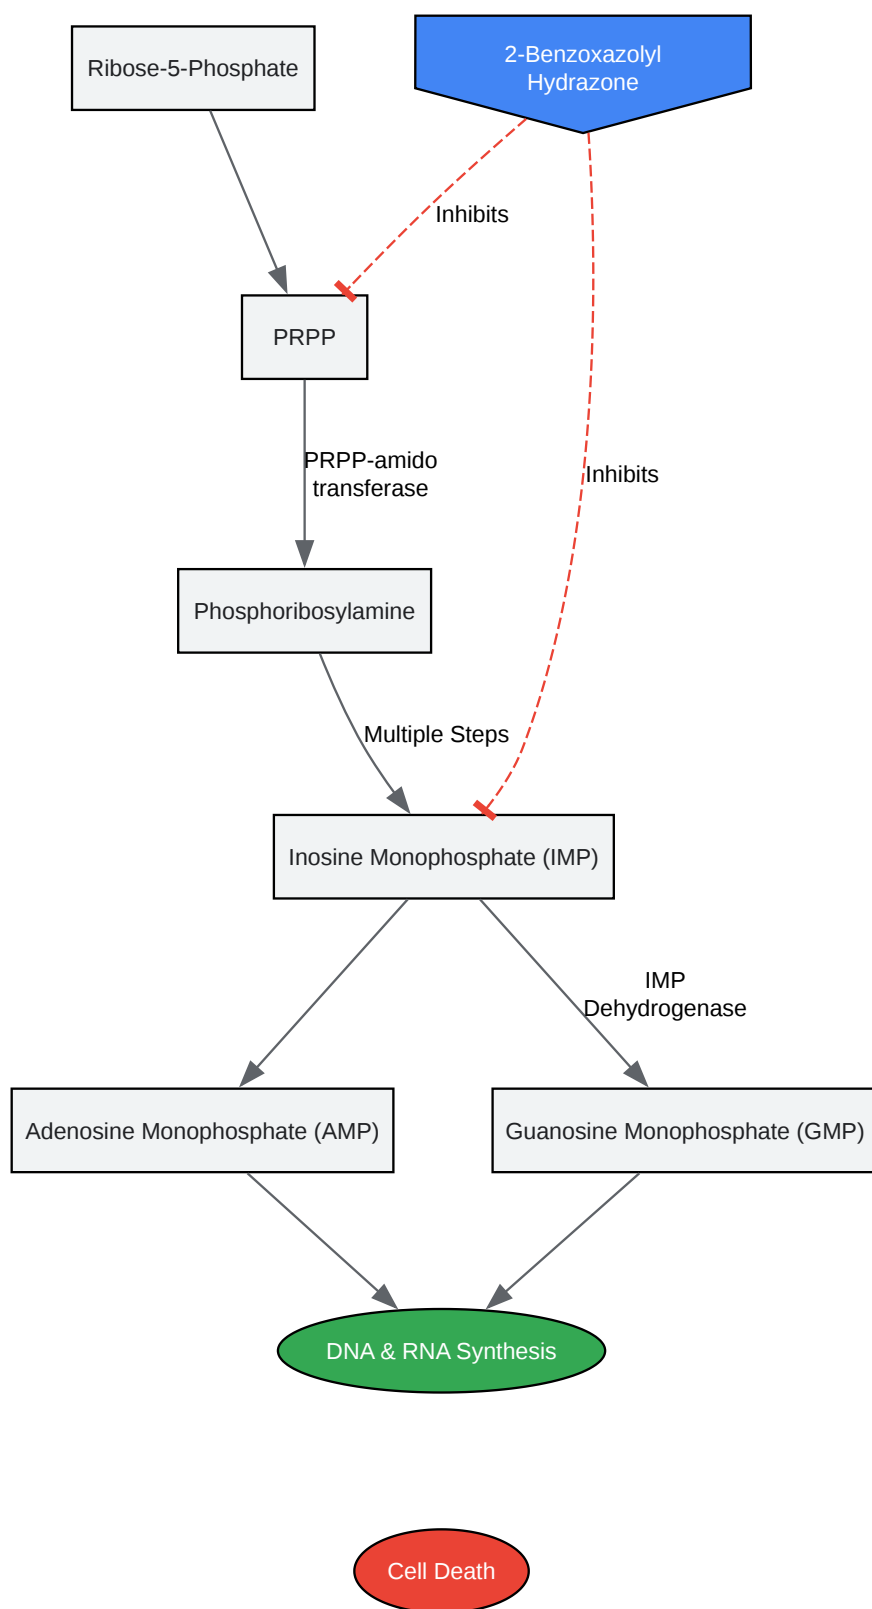 Ribose-5-Phosphate
2-Benzoxazolyl
Hydrazone
Inhibits
PRPP
PRPP-amido
transferase
Inhibits
Phosphoribosylamine
Multiple Steps
Inosine Monophosphate (IMP)
IMP
Dehydrogenase
Adenosine Monophosphate (AMP)
Guanosine Monophosphate (GMP)
DNA & RNA Synthesis
Cell Death